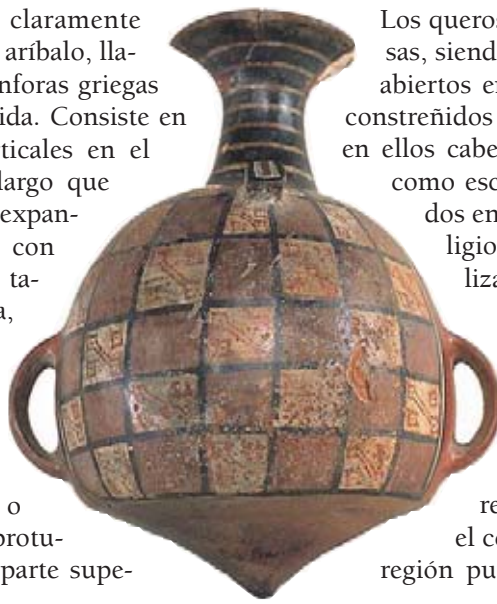 claramente
aríbalo, lla-
nforas griegas
ida. Consiste en
ticales en el
largo que
expan-
con
ta-
a,
o
protu-
parte supe-
Los queros
sas, siend
abiertos en
constreñidos
en ellos cabe
como esc
dos en
ligio
liza
re
el co
región pu